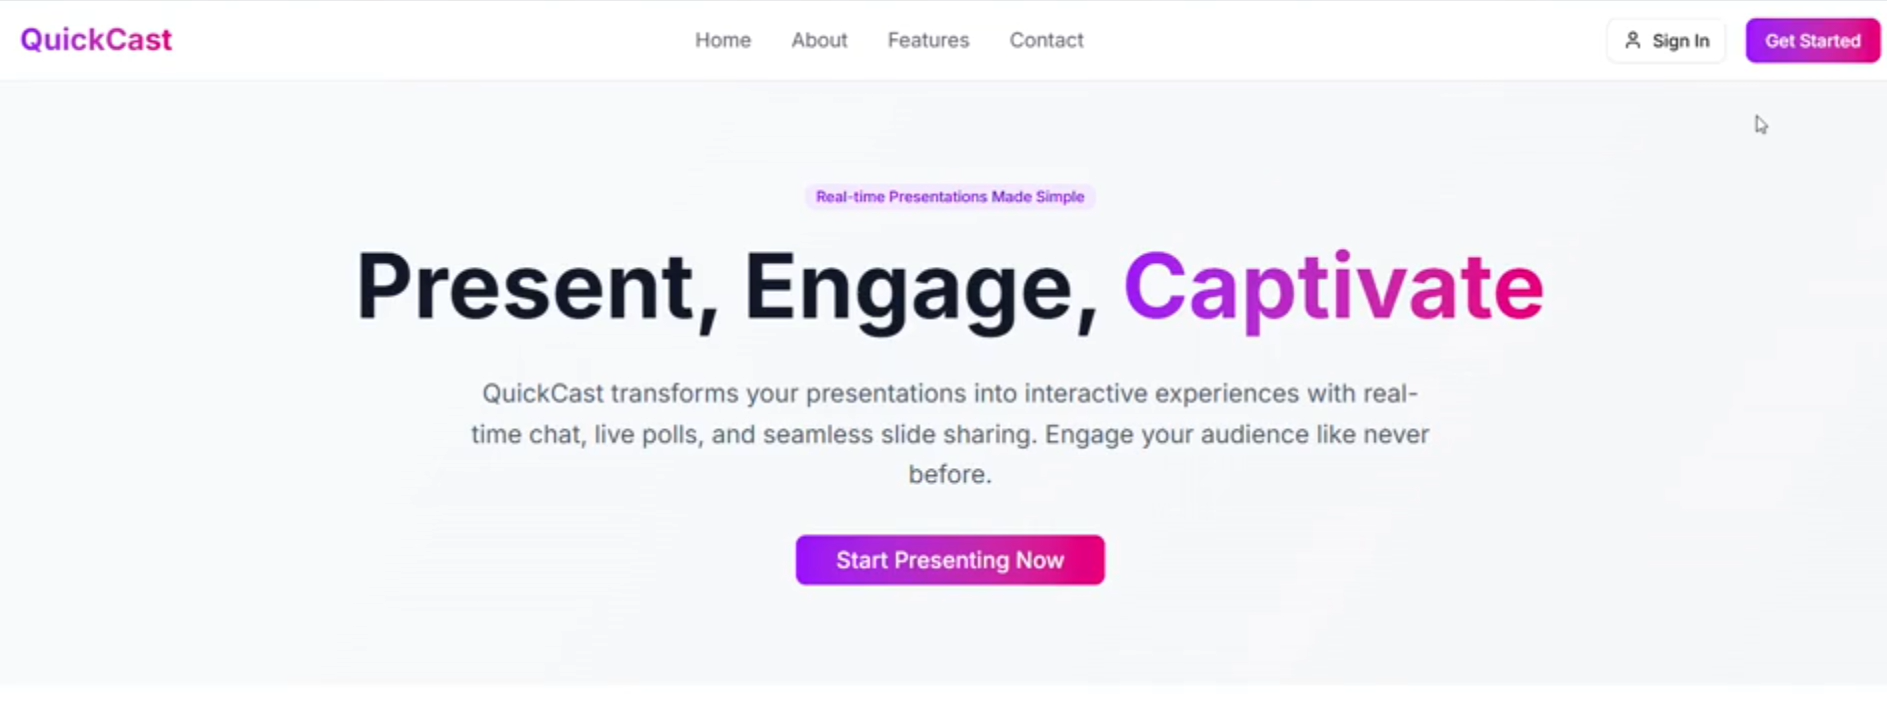 QuickCast
Home
About
Features
Contact
Sign In
Get Started
Real-time Presentations Made Simple
Present, Engage, Captivate
QuickCast transforms your presentations into interactive experiences with real-
time chat, live polls, and seamless slide sharing. Engage your audience like never
before.
Start Presenting Now